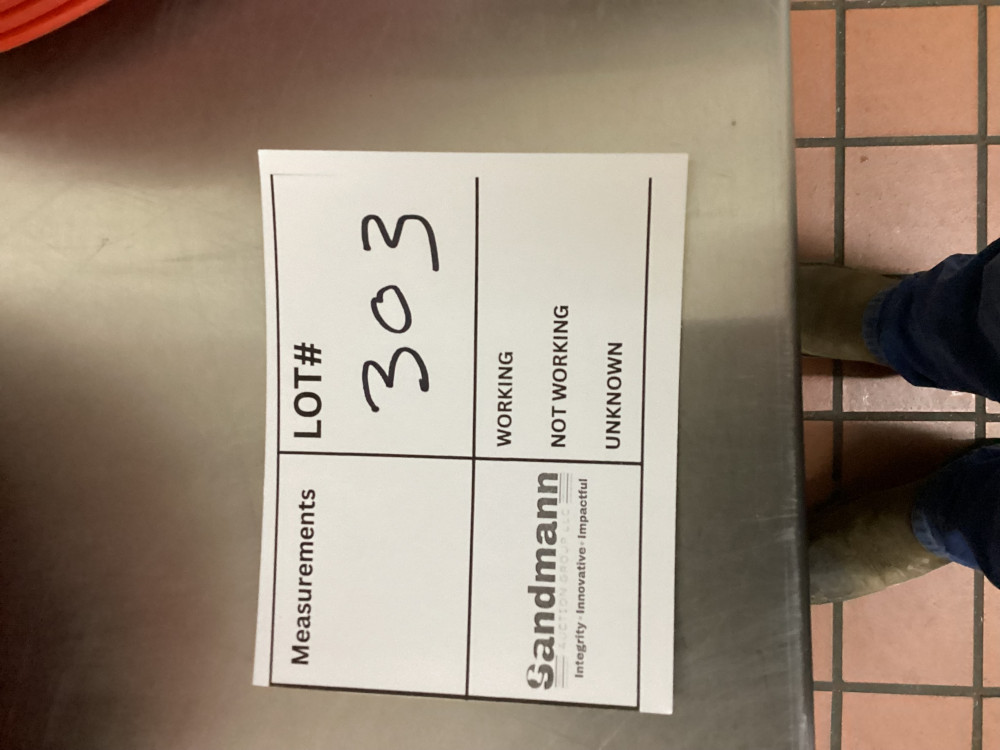 Measurements
LOT#
303
Sandmann
AUCTION GROUP LLC
Integrity · Innovative · Impactful
WORKING
NOT WORKING
UNKNOWN